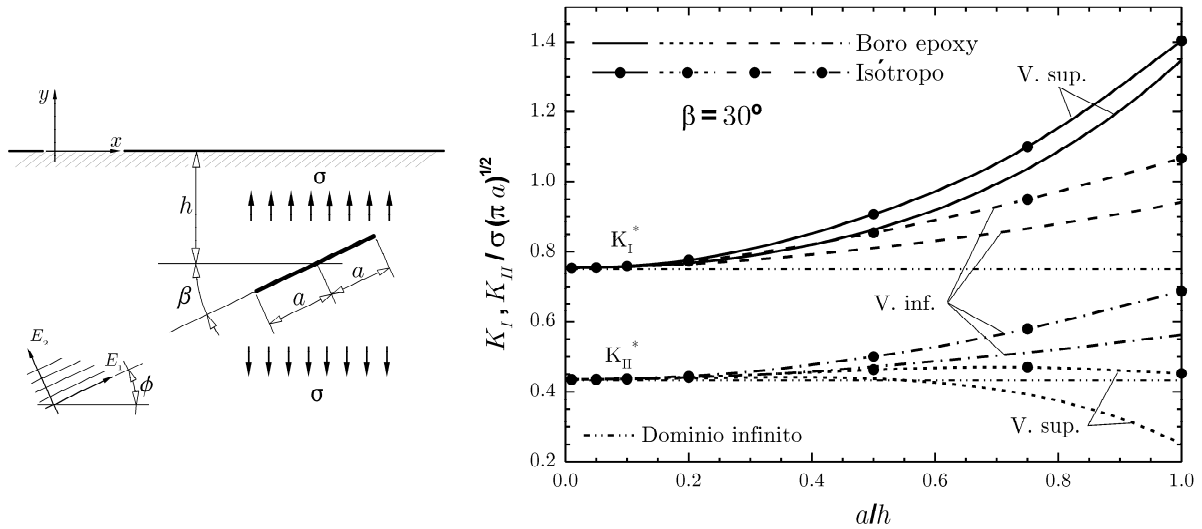 y
x
h
σ
a
a
β
E₂
E₁
ϕ
σ
K_I, K_II / σ(π a)^1/2
1.4
1.2
1.0
0.8
0.6
0.4
0.2
Boro epoxy
Isótropo
β = 30º
V. sup.
K_I*
V. inf.
K_II*
V. sup.
Dominio infinito
0.0
0.2
0.4
0.6
0.8
1.0
a/h